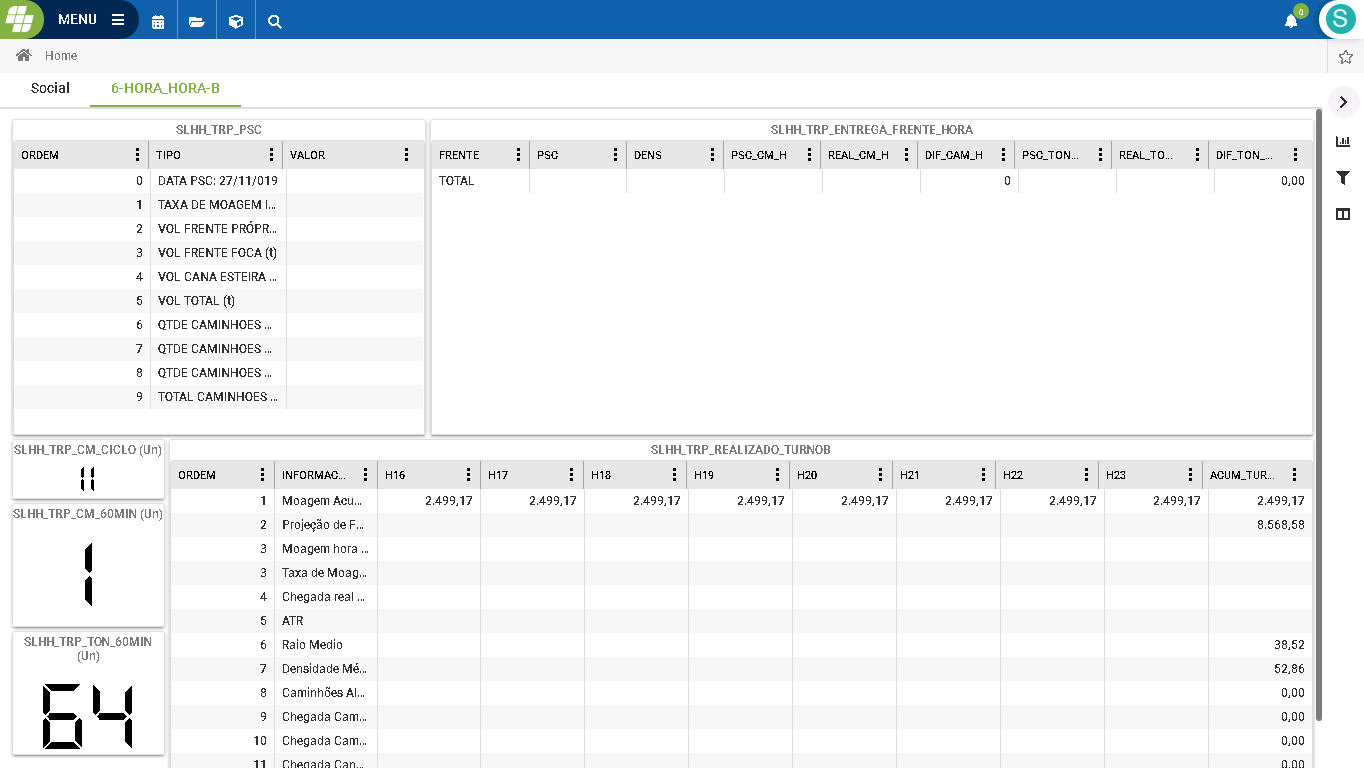 MENU
0
S
Home
Social 6-HORA_HORA-B
SLHH_TRP_PSC
ORDEM TIPO VALOR
0 DATA PSC: 27/11/019
1 TAXA DE MOAGEM I...
2 VOL FRENTE PRÓPR...
3 VOL FRENTE FOCA (t)
4 VOL CANA ESTEIRA ...
5 VOL TOTAL (t)
6 QTDE CAMINHOES ...
7 QTDE CAMINHOES ...
8 QTDE CAMINHOES ...
9 TOTAL CAMINHOES ...
SLHH_TRP_ENTREGA_FRENTE_HORA
FRENTE PSC DENS PSC_CM_H REAL_CM_H DIF_CAM_H PSC_TON... REAL_TO... DIF_TON_...
TOTAL 0 0,00
SLHH_TRP_CM_CICLO (Un)
11
SLHH_TRP_CM_60MIN (Un)
1
SLHH_TRP_TON_60MIN
(Un)
64
SLHH_TRP_REALIZADO_TURNOB
ORDEM INFORMAC... H16 H17 H18 H19 H20 H21 H22 H23 ACUM_TUR...
1 Moagem Acu... 2.499,17 2.499,17 2.499,17 2.499,17 2.499,17 2.499,17 2.499,17 2.499,17 2.499,17
2 Projeção de F... 8.568,58
3 Moagem hora ...
3 Taxa de Moag...
4 Chegada real ...
5 ATR
6 Raio Medio 38,52
7 Densidade Mé... 52,86
8 Caminhões Al... 0,00
9 Chegada Cam... 0,00
10 Chegada Cam... 0,00
11 Chegada Can... 0,00